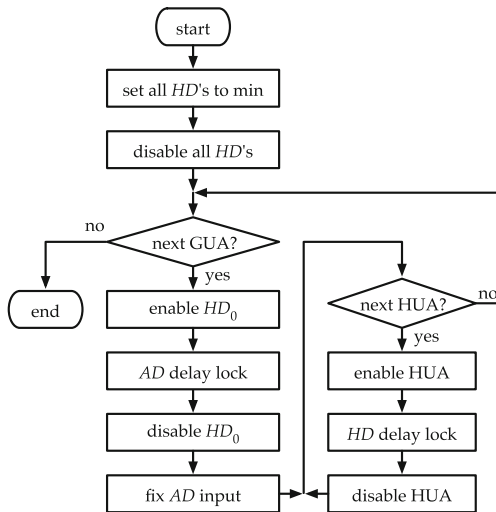 start
set all HD's to min
disable all HD's
no
next GUA?
yes
end
enable HD₀
AD delay lock
disable HD₀
fix AD input
next HUA?
no
yes
enable HUA
HD delay lock
disable HUA